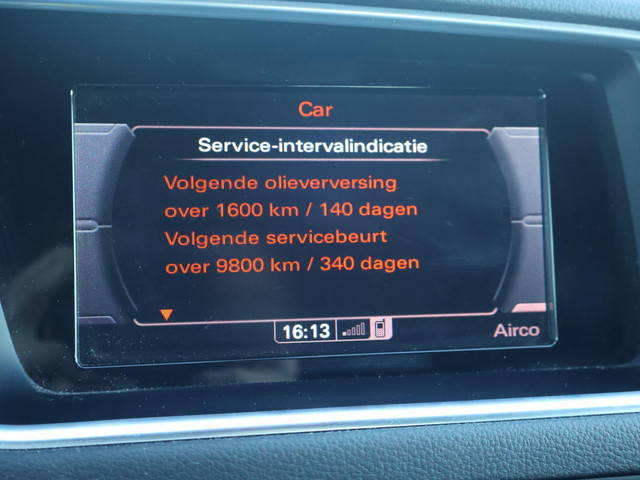 Car
Service-intervalindicatie
Volgende olieverversing
over 1600 km / 140 dagen
Volgende servicebeurt
over 9800 km / 340 dagen
16:13
Airco